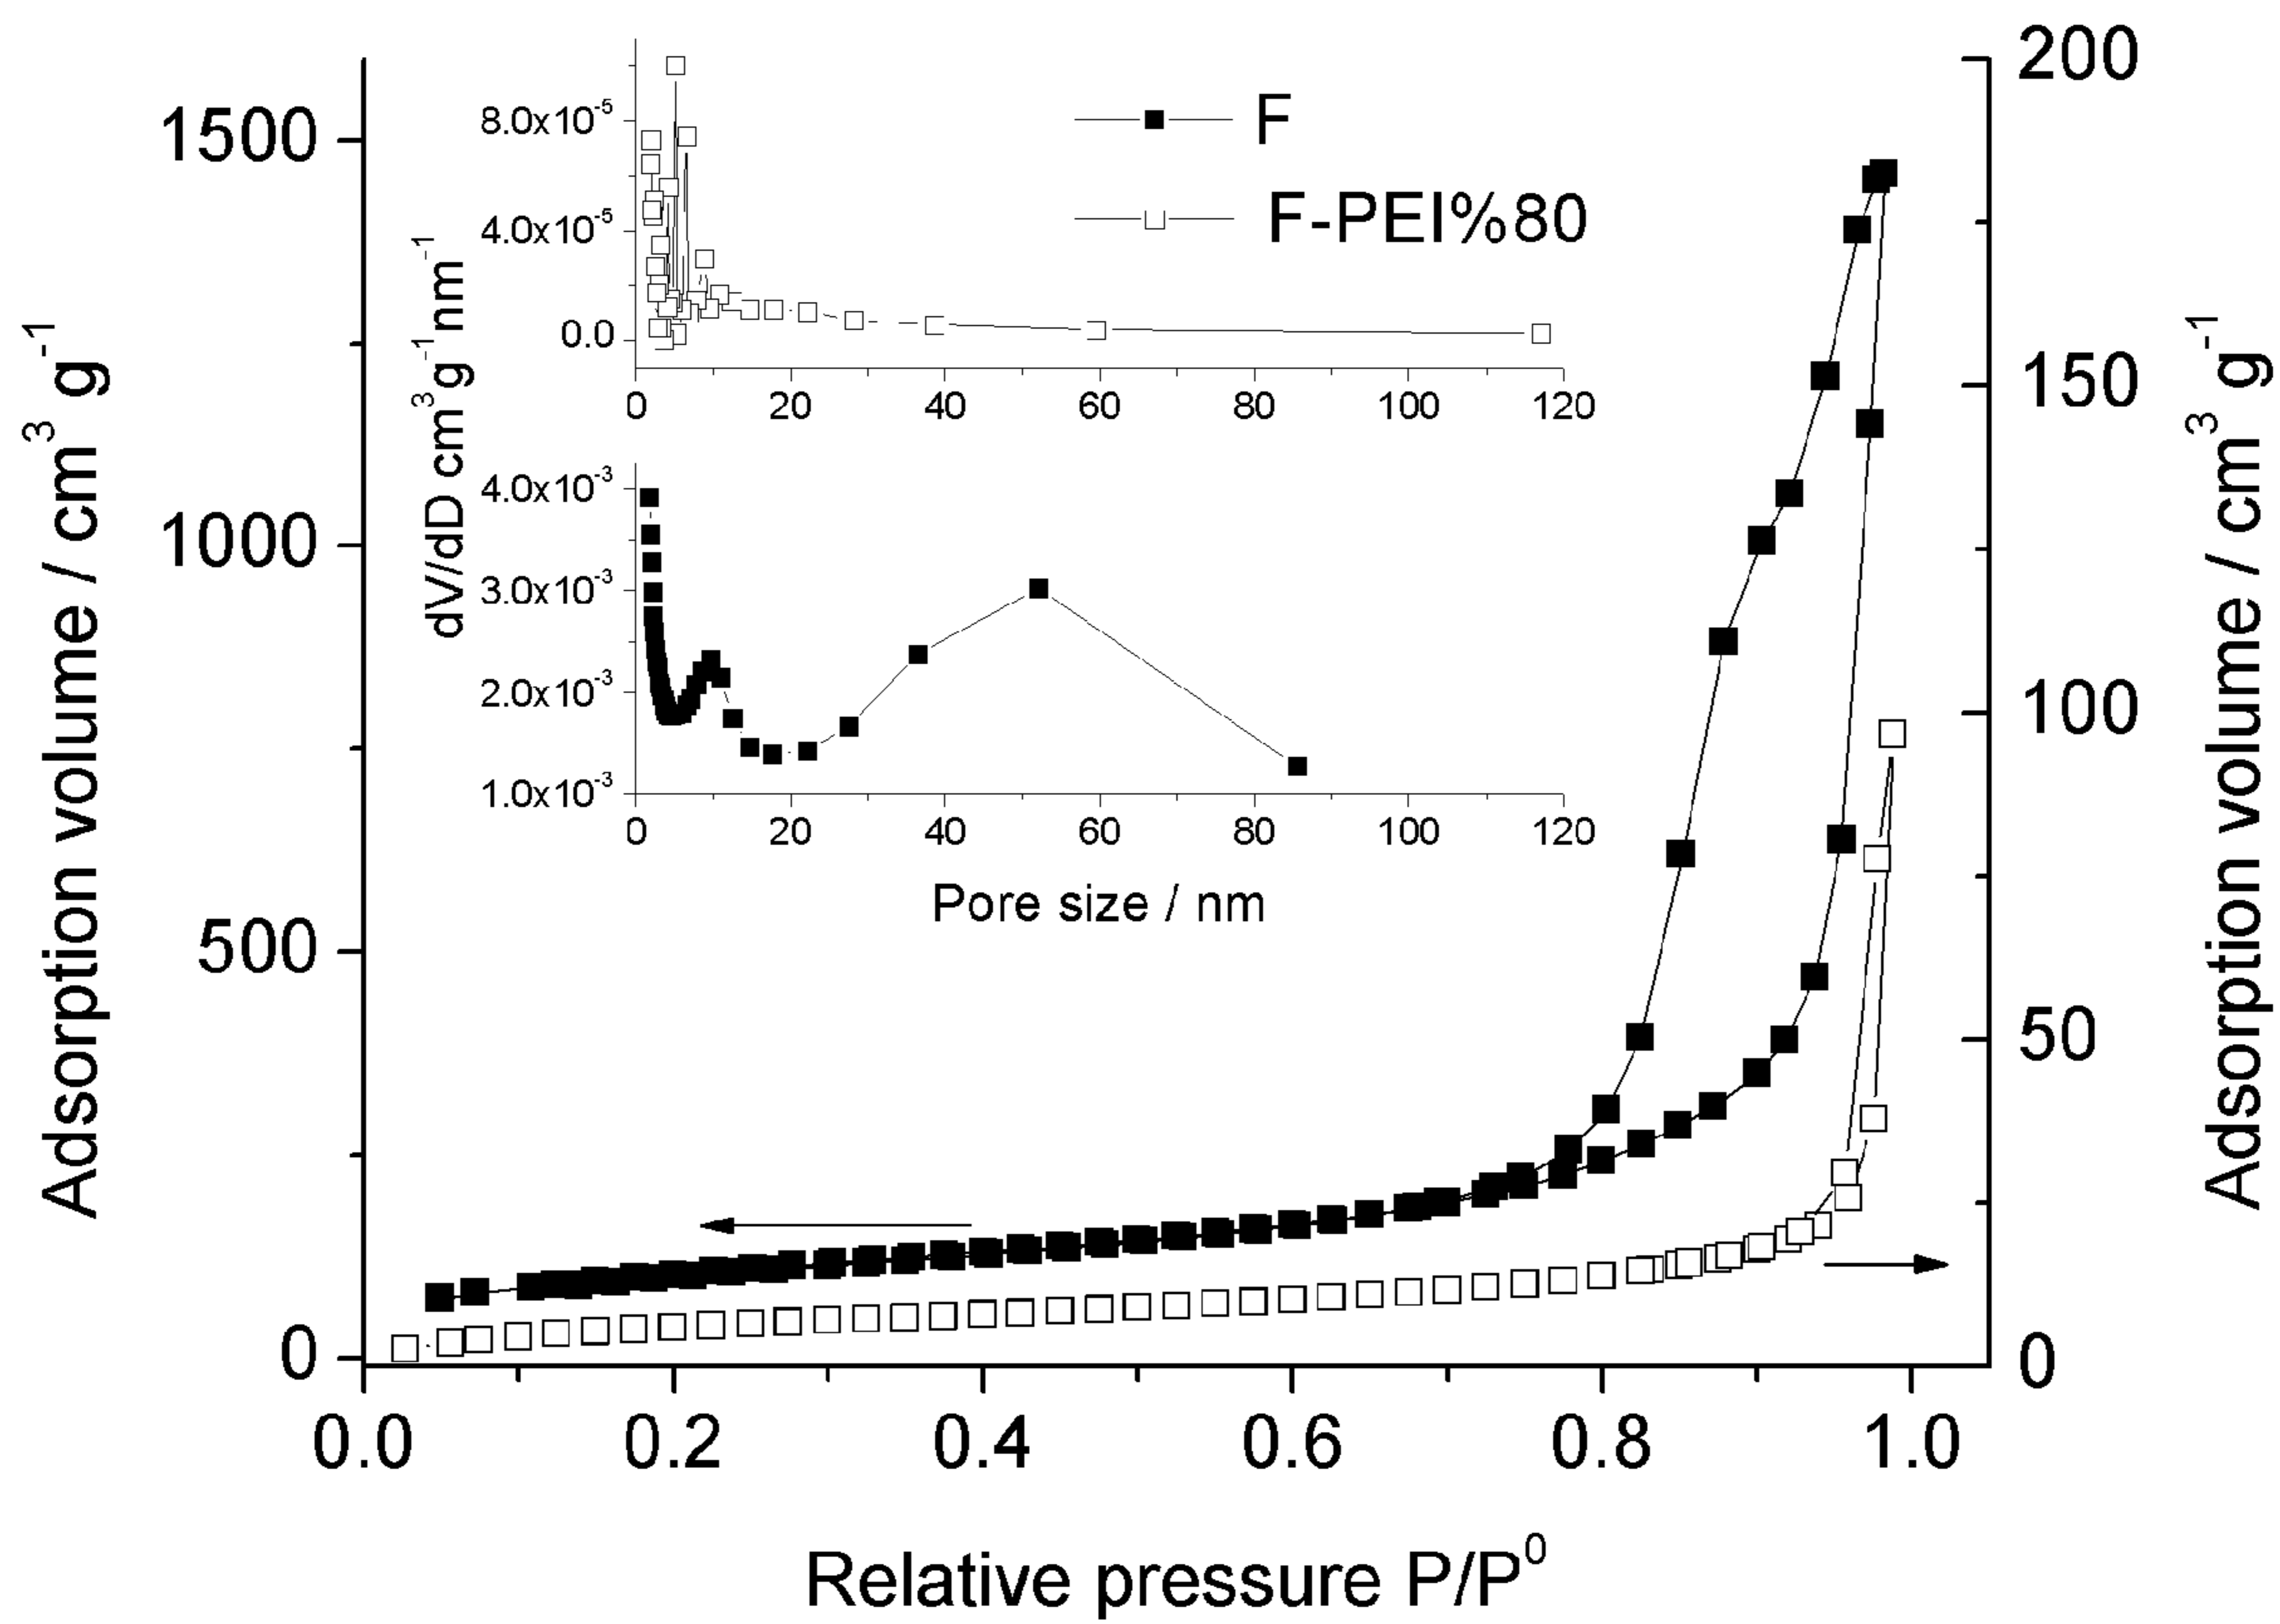 Adsorption volume / cm³ g⁻¹
1500
1000
500
0
dV/dD cm³g⁻¹nm⁻¹
8.0x10⁻⁵
4.0x10⁻⁵
0.0
0 20 40 60 80 100 120
F
F-PEI%80
4.0x10⁻³
3.0x10⁻³
2.0x10⁻³
1.0x10⁻³
0 20 40 60 80 100 120
Pore size / nm
200
150
100
50
0
Adsorption volume / cm³ g⁻¹
0.0 0.2 0.4 0.6 0.8 1.0
Relative pressure P/P⁰